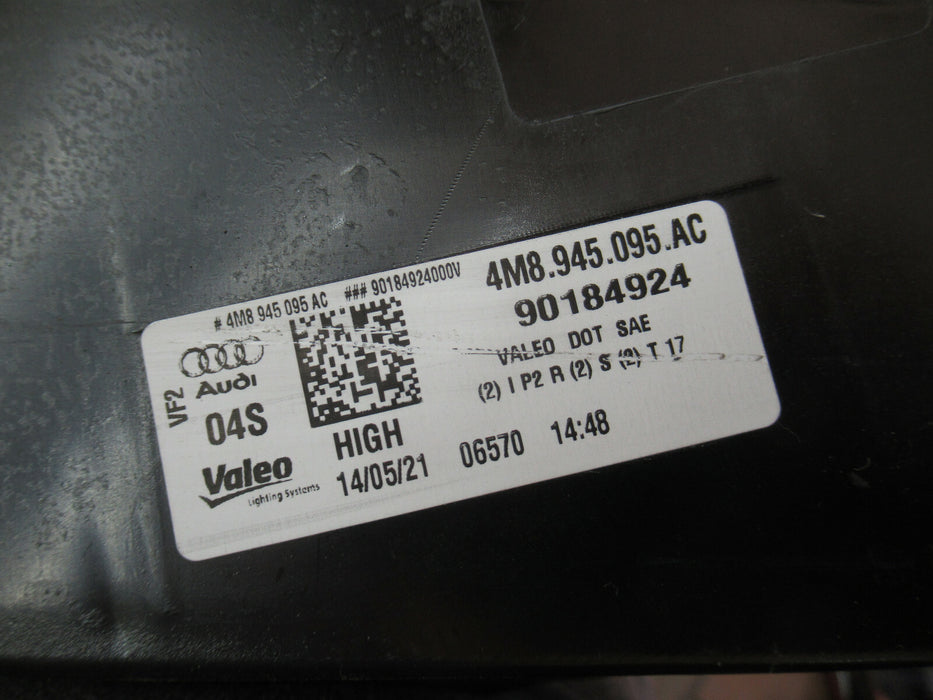 # 4M8 945 095 AC ### 90184924000V
4M8.945.095.AC
90184924
VALEO DOT SAE
(2) I P2 R (2) S (2) T 17
Audi
VF2
04S
HIGH
Valeo
Lighting Systems
14/05/21 06570 14:48